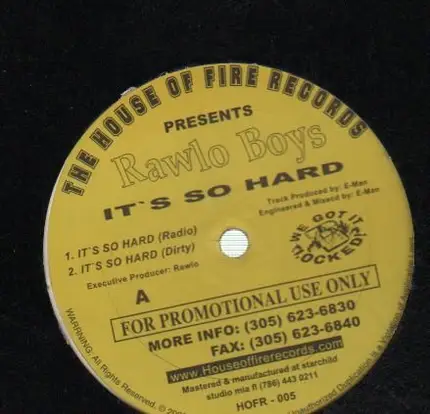 THE HOUSE OF FIRE RECORDS
PRESENTS
Rawlo Boys
IT`S SO HARD
Track Produced by: E-Man
Engineered & Mixecd by: E-Man
WE GOT IT
LOCKED!
1. IT`S SO HARD (Radio)
2. IT`S SO HARD (Dirty)
Executive Producer: Rawlo
A
FOR PROMOTIONAL USE ONLY
MORE INFO: (305) 623-6830
FAX: (305) 623-6840
www.Houseoffirerecords.com
Mastered & manufactured at starchild
studio mia fl (786) 443 0211
HOFR - 005
WARNING: All Rights Reserved.